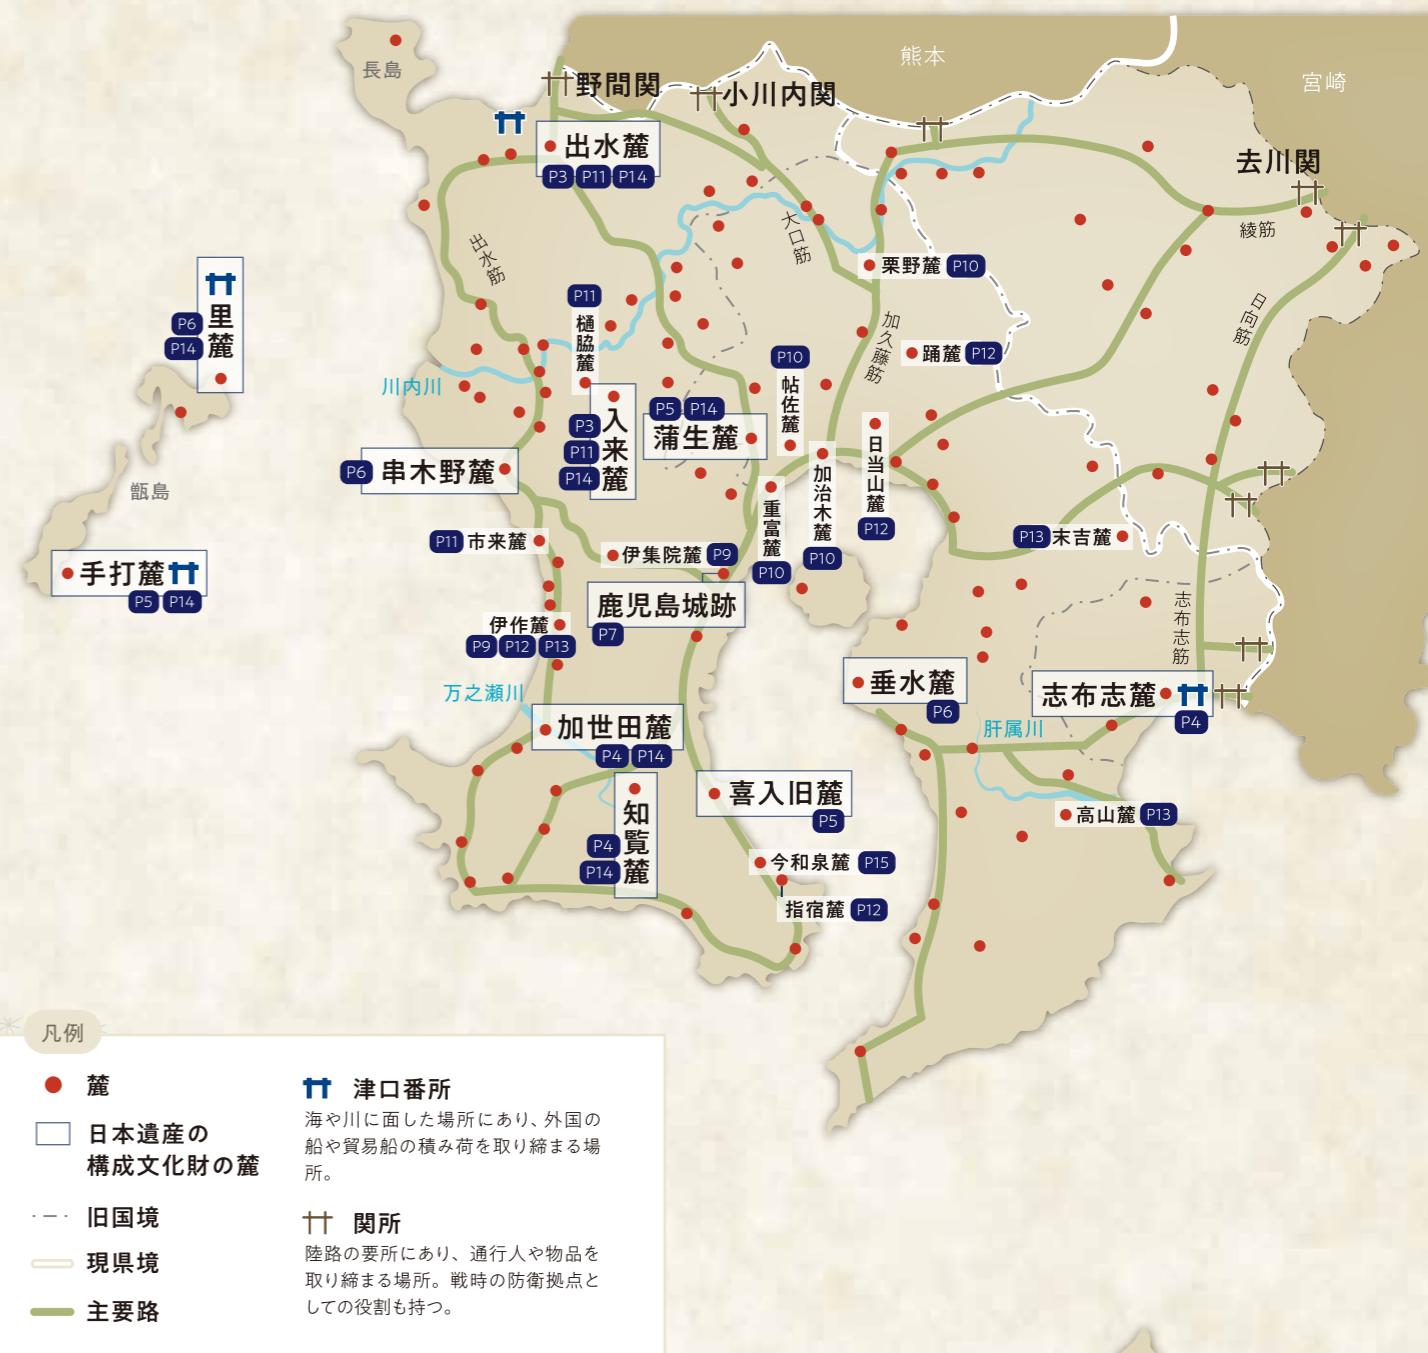 熊本
宮崎
長島
野間関
小川内関
去川関
出水麓
P3 P11 P14
綾筋
大口筋
出水筋
栗野麓 P10
日向筋
加久藤筋
踊麓 P12
里麓
P6
P14
P11
樋脇麓
川内川
P10
帖佐麓
入来麓
P3
P11
P14
P5 P14
蒲生麓
日当山麓
P12
加治木麓
P10
重富麓
P10
P6 串木野麓
甑島
P11 市来麓
伊集院麓 P9
P13 末吉麓
手打麓
P5 P14
鹿児島城跡
P7
伊作麓
P9 P12 P13
志布志筋
垂水麓
P6
志布志麓
P4
万之瀬川
加世田麓
P4 P14
肝属川
喜入旧麓
P5
知覧麓
P4
P14
高山麓 P13
今和泉麓 P15
指宿麓 P12
凡例
麓
日本遺産の
構成文化財の麓
旧国境
現県境
主要路
津口番所
海や川に面した場所にあり、外国の
船や貿易船の積み荷を取り締まる場
所。
関所
陸路の要所にあり、通行人や物品を
取り締まる場所。戦時の防衛拠点と
しての役割も持つ。